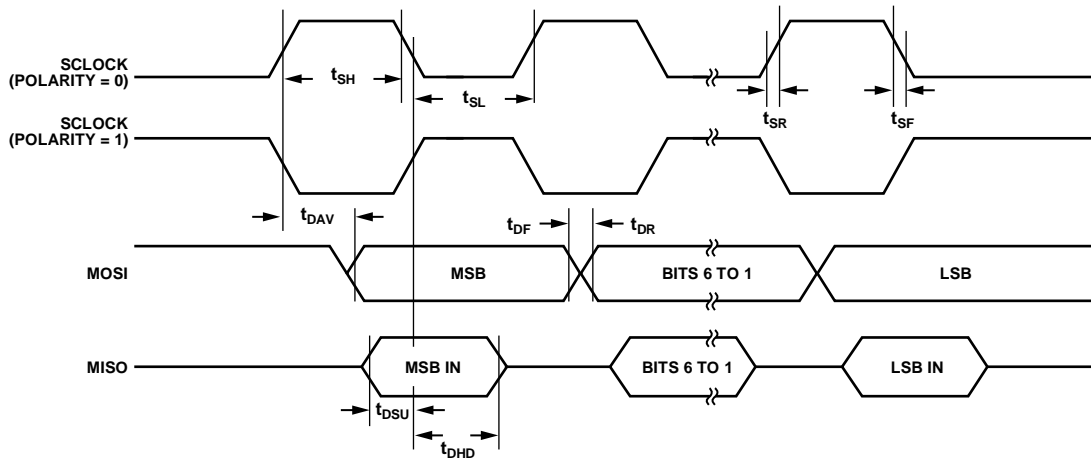 SCLOCK
(POLARITY = 0)
tSH
tSL
tSR
tSF
SCLOCK
(POLARITY = 1)
tDAV
tDF
tDR
MOSI
MSB
BITS 6 TO 1
LSB
MISO
MSB IN
BITS 6 TO 1
LSB IN
tDSU
tDHD